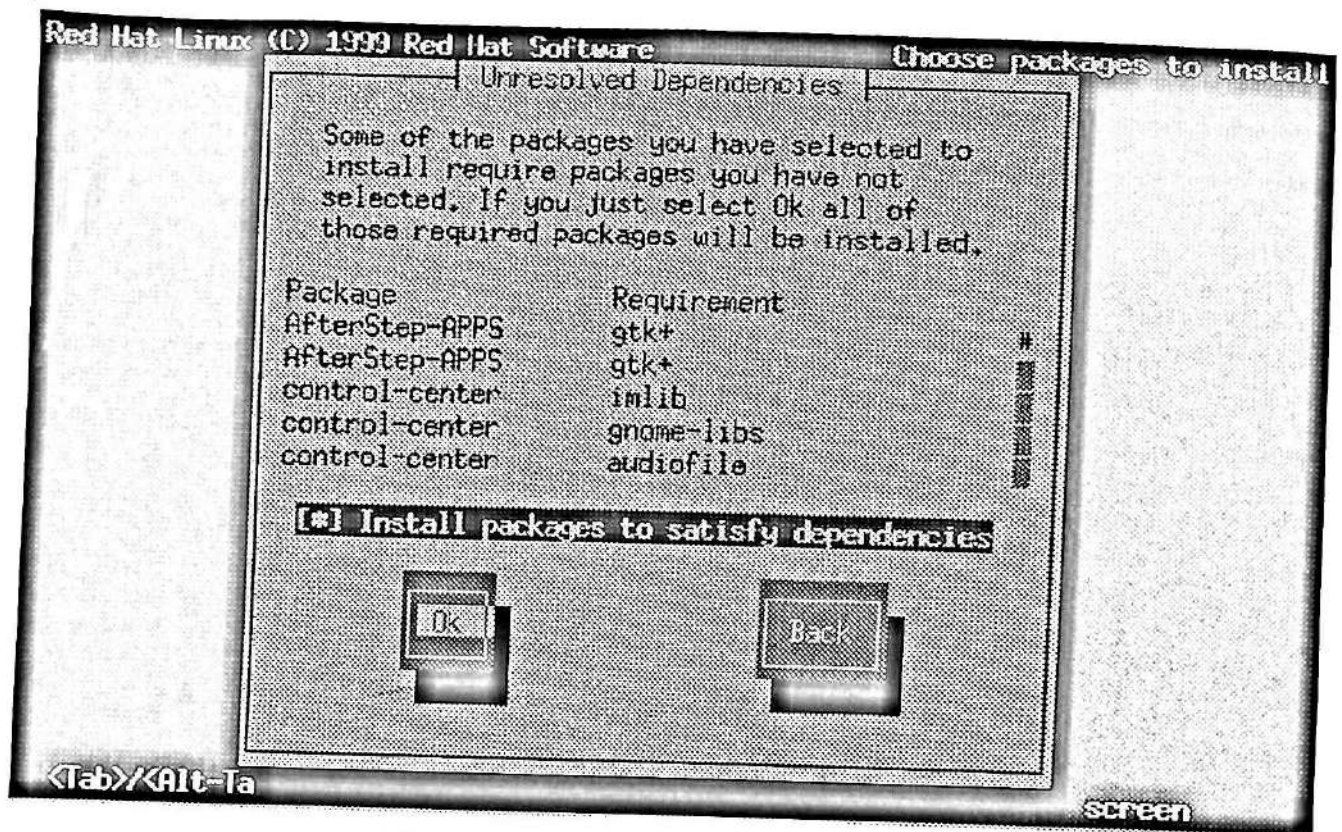 Red Hat Linux (C) 1999 Red Hat Software Choose packages to install
Unresolved Dependencies
Some of the packages you have selected to
install require packages you have not
selected. If you just select Ok all of
those required packages will be installed.
Package Requirement
AfterStep-APPS gtk+
AfterStep-APPS gtk+
control-center imlib
control-center gnome-libs
control-center audiofile
#
[*] Install packages to satisfy dependencies
Ok Back
<Tab>/<Alt-Ta screen